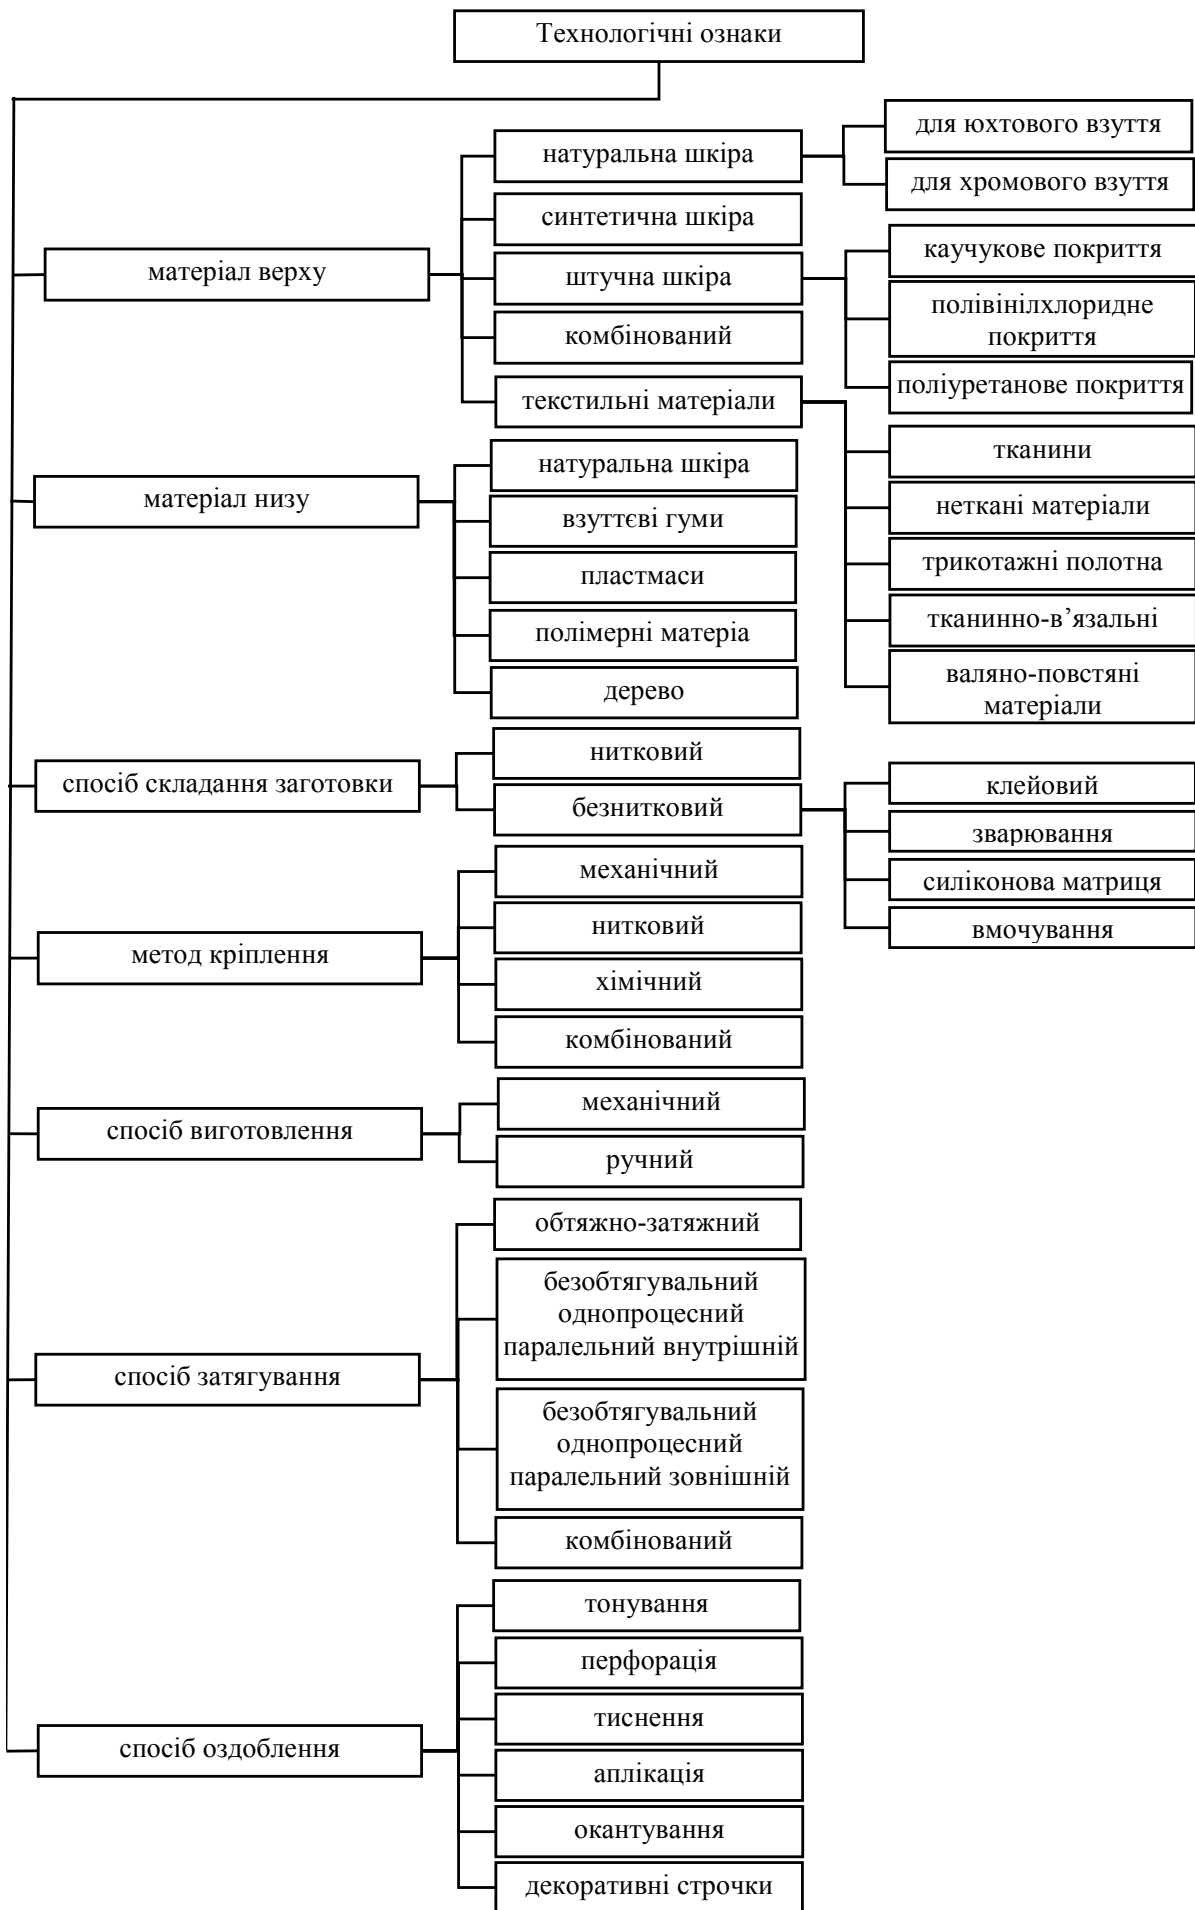 Технологічні ознаки
матеріал верху
натуральна шкіра
для юхтового взуття
для хромового взуття
синтетична шкіра
штучна шкіра
каучукове покриття
полівінілхлоридне
покриття
поліуретанове покриття
комбінований
текстильні матеріали
тканини
неткані матеріали
трикотажні полотна
тканинно-в’язальні
валяно-повстяні
матеріали
матеріал низу
натуральна шкіра
взуттєві гуми
пластмаси
полімерні матеріа
дерево
спосіб складання заготовки
нитковий
безнитковий
клейовий
зварювання
силіконова матриця
вмочування
метод кріплення
механічний
нитковий
хімічний
комбінований
спосіб виготовлення
механічний
ручний
спосіб затягування
обтяжно-затяжний
безобтягувальний
однопроцесний
паралельний внутрішній
безобтягувальний
однопроцесний
паралельний зовнішній
комбінований
спосіб оздоблення
тонування
перфорація
тиснення
аплікація
окантування
декоративні строчки